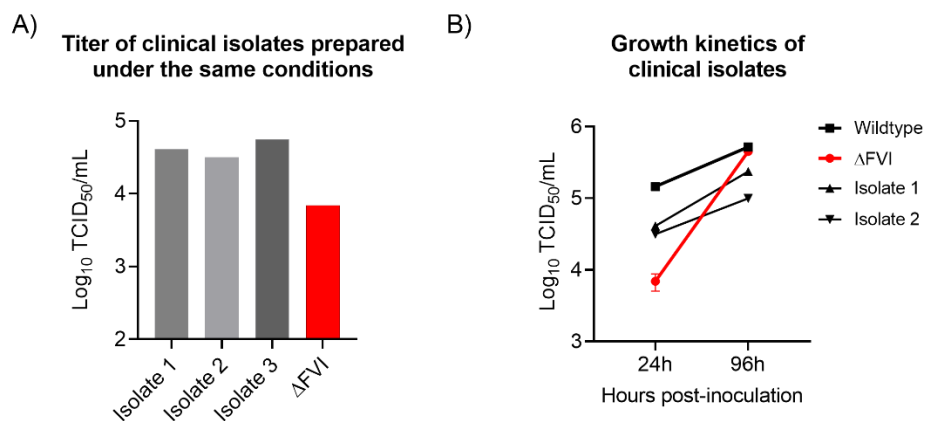 A)
Titer of clinical isolates prepared
under the same conditions
Log₁₀ TCID₅₀/mL
5
4
3
2
Isolate 1
Isolate 2
Isolate 3
ΔFVI
B)
Growth kinetics of
clinical isolates
Log₁₀ TCID₅₀/mL
6
5
4
3
24h
96h
Hours post-inoculation
Wildtype
ΔFVI
Isolate 1
Isolate 2